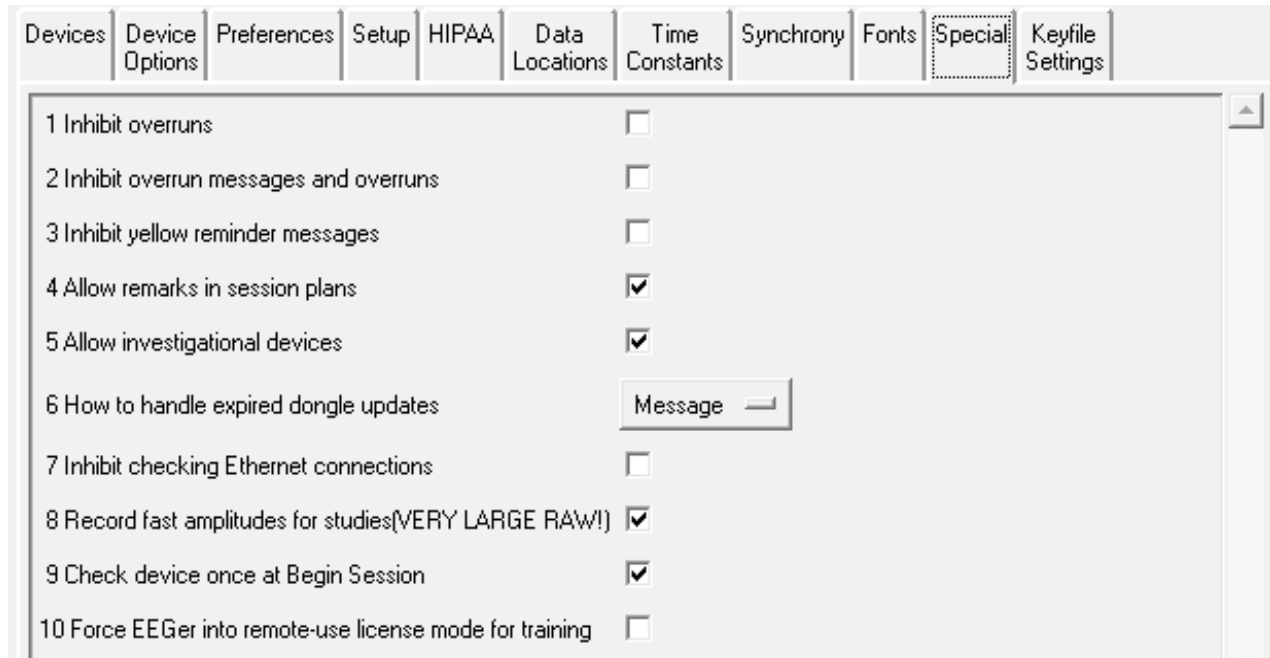 Devices Device Options Preferences Setup HIPAA Data Locations Time Constants Synchrony Fonts Special Keyfile Settings
1 Inhibit overruns
2 Inhibit overrun messages and overruns
3 Inhibit yellow reminder messages
4 Allow remarks in session plans
5 Allow investigational devices
6 How to handle expired dongle updates Message
7 Inhibit checking Ethernet connections
8 Record fast amplitudes for studies(VERY LARGE RAW!)
9 Check device once at Begin Session
10 Force EEGer into remote-use license mode for training